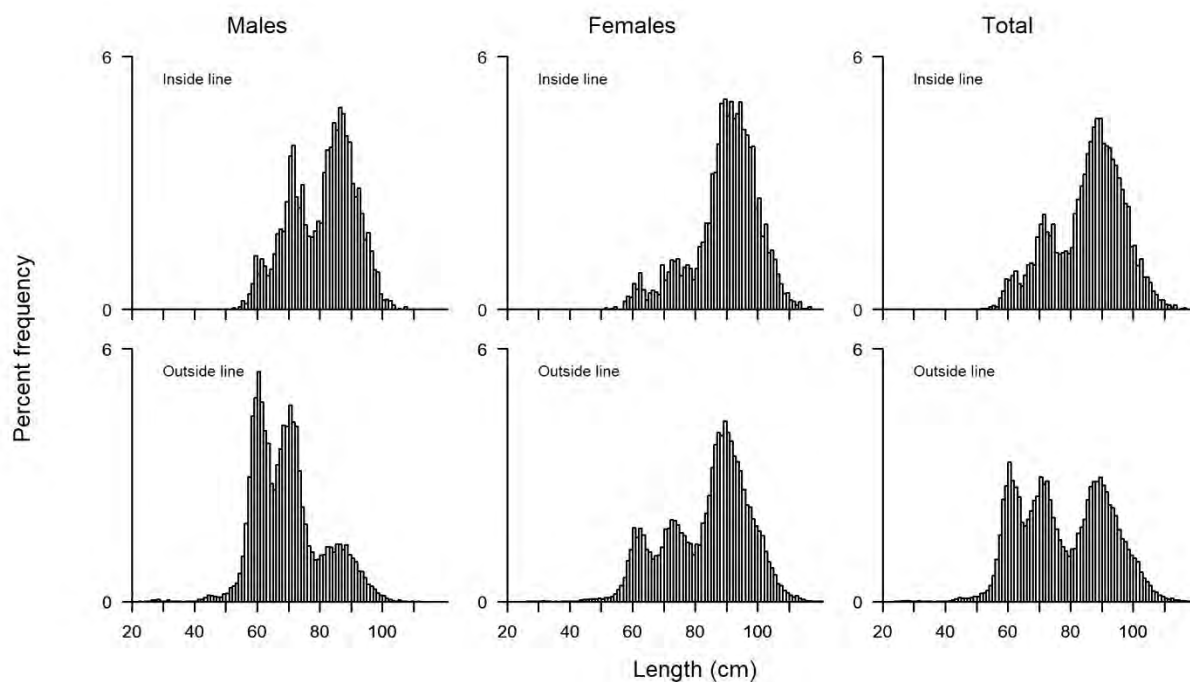 Males Females Total
6 6 6
Inside line Inside line Inside line
0 0 0
Percent frequency
6 6 6
Outside line Outside line Outside line
0 0 0
20 40 60 80 100 20 40 60 80 100 20 40 60 80 100
Length (cm)